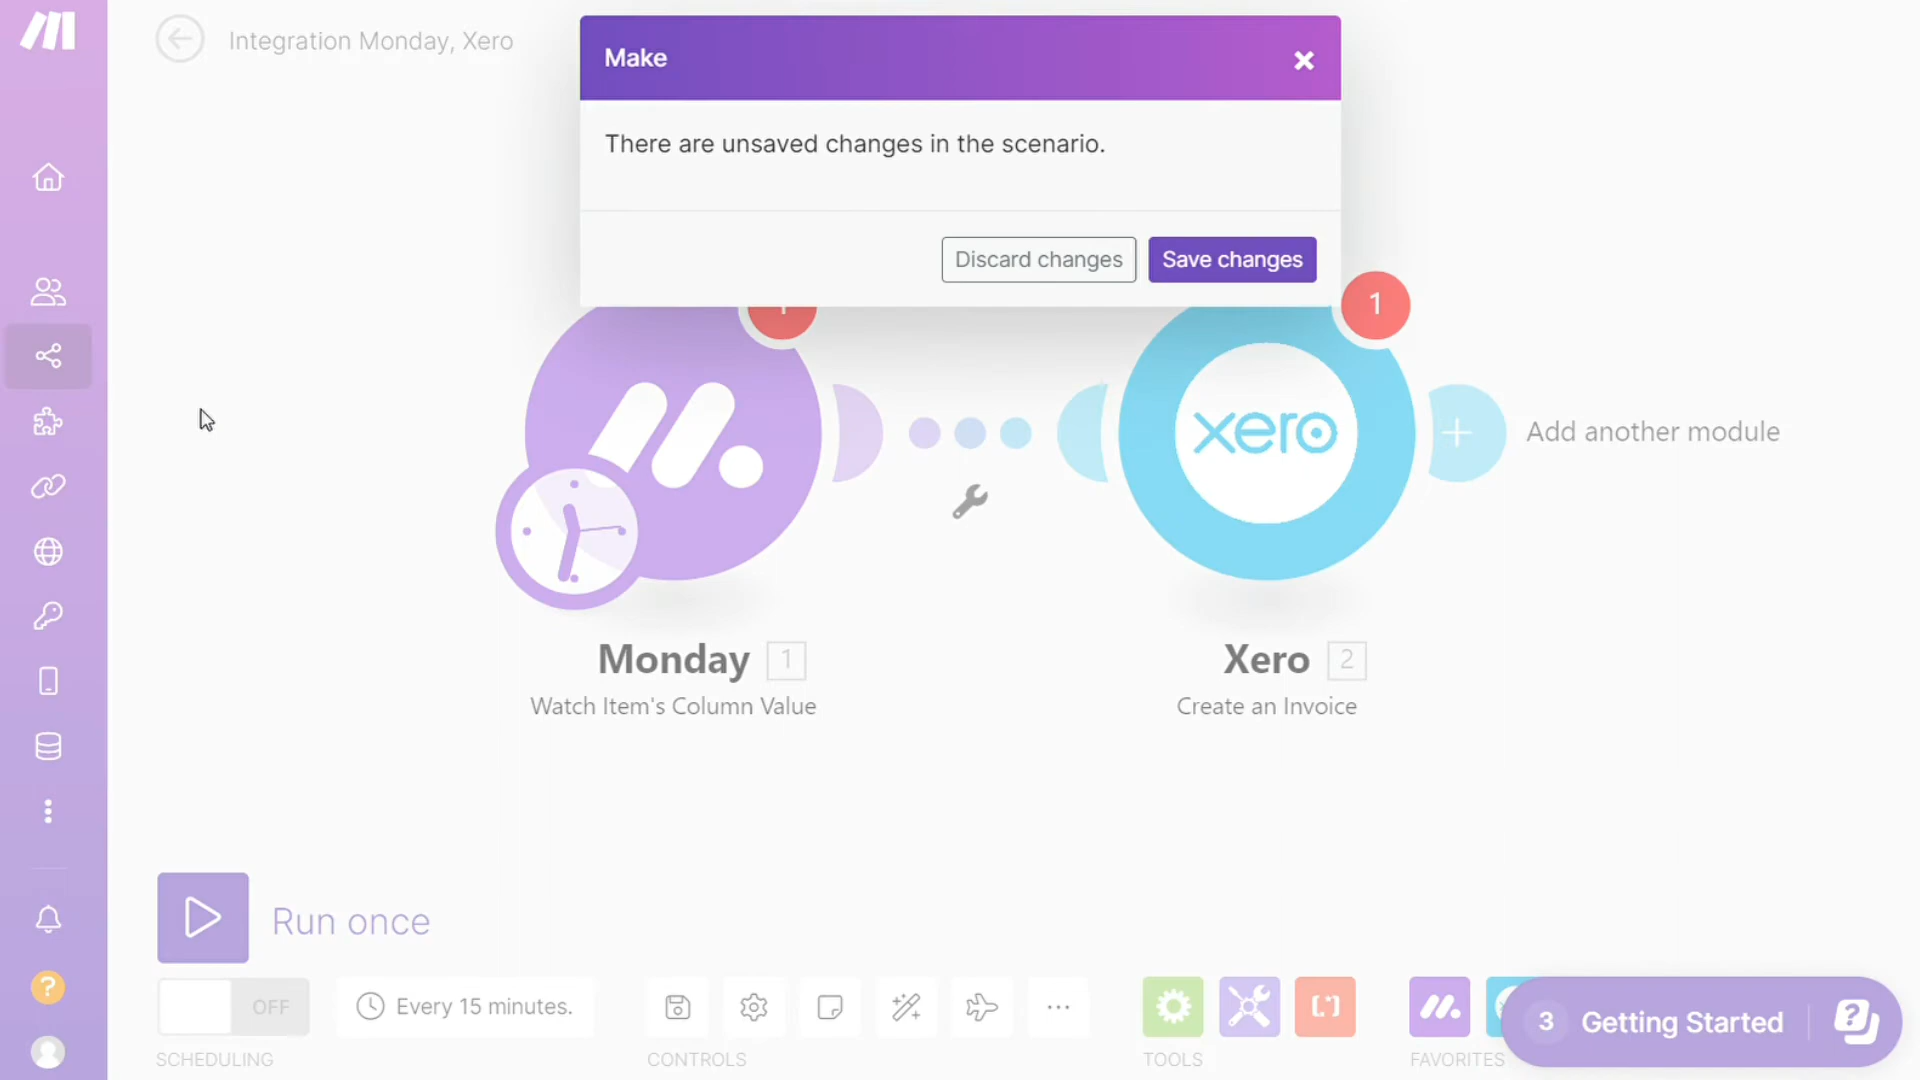 Integration Monday, Xero
Make
There are unsaved changes in the scenario.
Discard changes
Save changes
1
xero
Add another module
Monday 1
Watch Item's Column Value
Xero 2
Create an Invoice
Run once
OFF
Every 15 minutes.
SCHEDULING
CONTROLS
TOOLS
FAVORITES
3 Getting Started